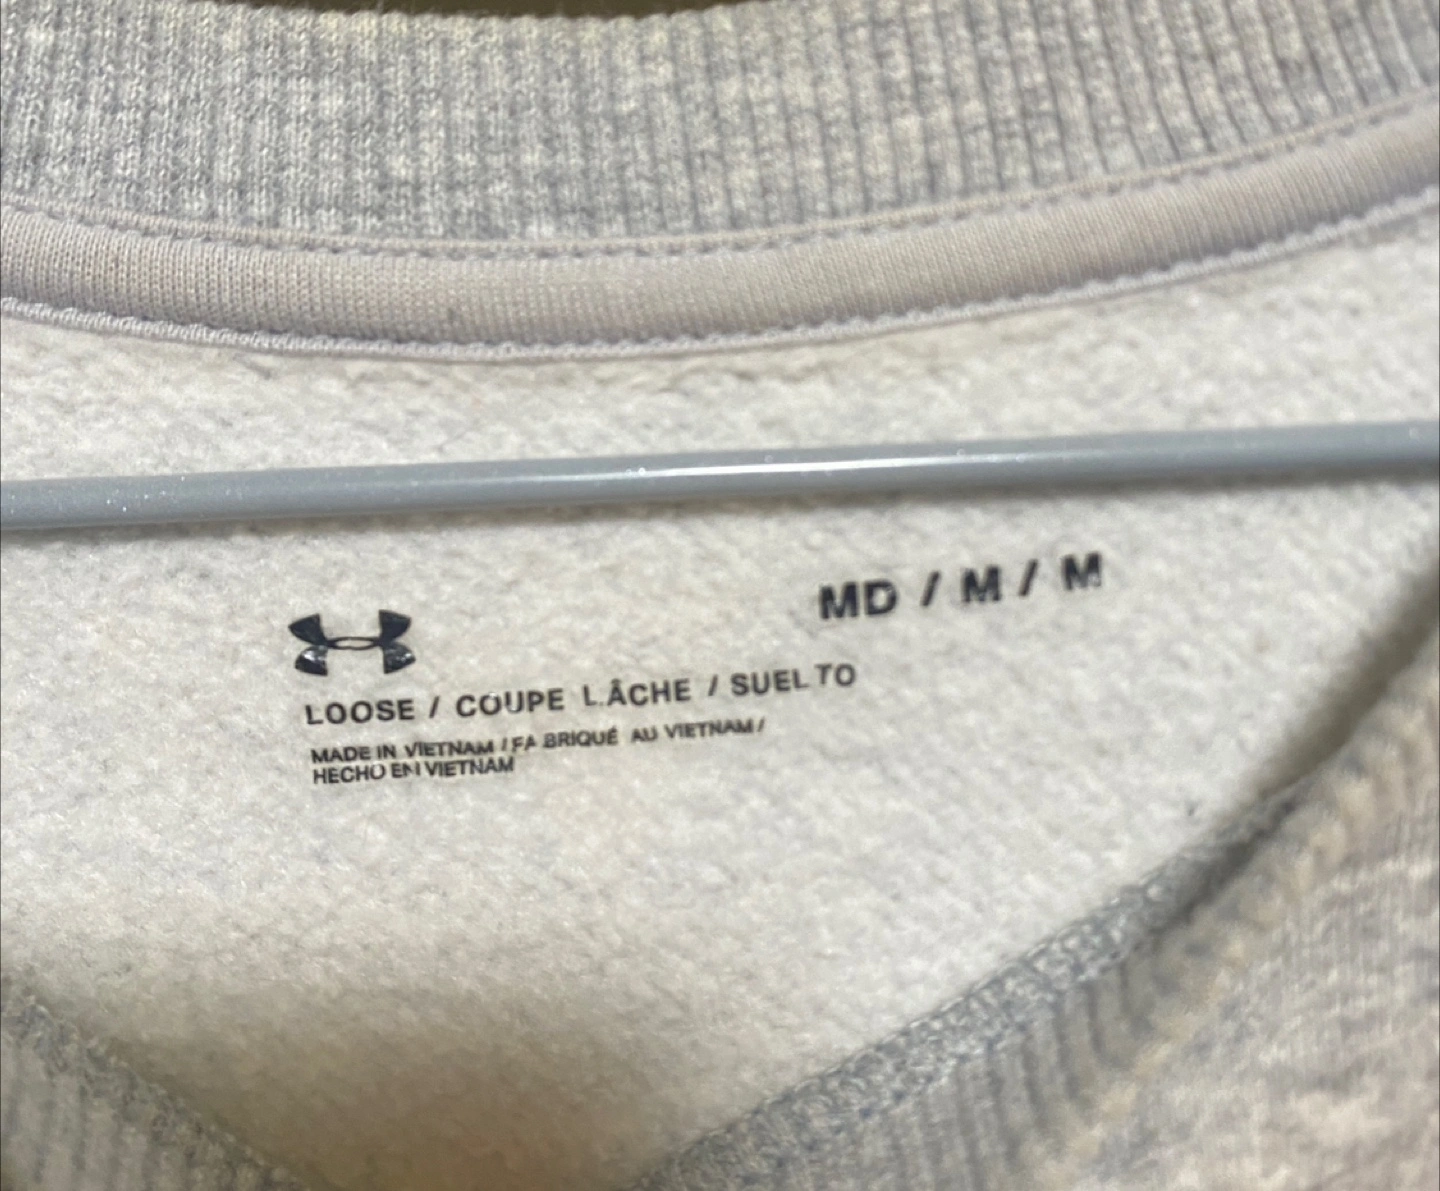 MD / M / M
LOOSE / COUPE LÂCHE / SUELTO
MADE IN VIETNAM / FABRIQUÉ AU VIETNAM /
HECHO EN VIETNAM